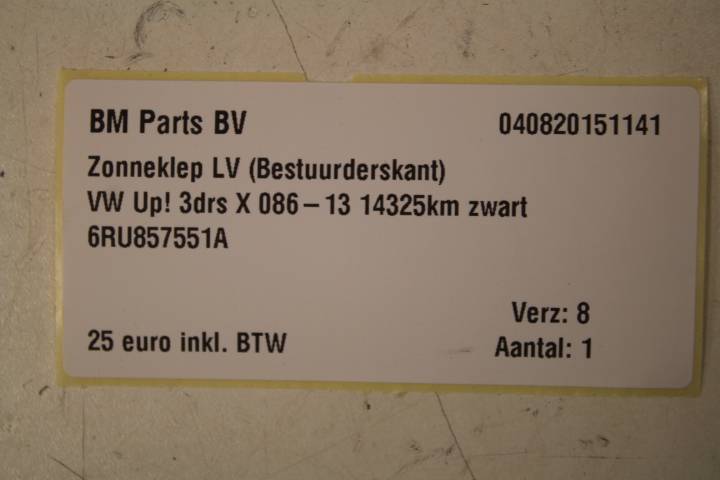 BM Parts BV 040820151141
Zonneklep LV (Bestuurderskant)
VW Up! 3drs X 086–13 14325km zwart
6RU857551A
Verz: 8
25 euro inkl. BTW Aantal: 1